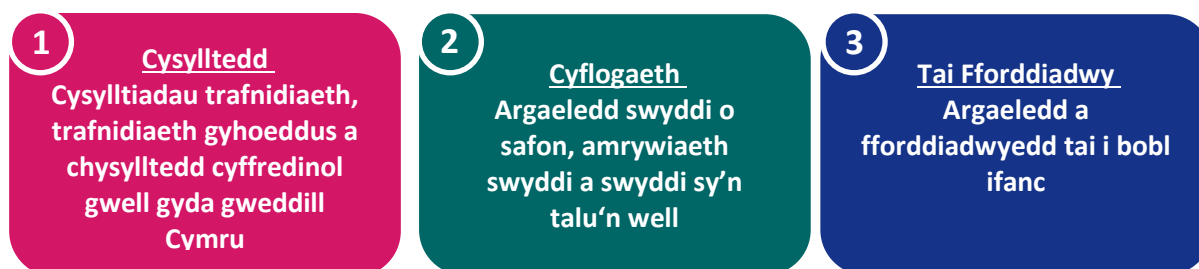 1
Cysylltedd
Cysylltiadau trafnidiaeth,
trafnidiaeth gyhoeddus a
chysylltedd cyffredinol
gwell gyda gweddill
Cymru
2
Cyflogaeth
Argaeledd swyddi o
safon, amrywiaeth
swyddi a swyddi sy’n
talu‘n well
3
Tai Fforddiadwy
Argaeledd a
fforddiadwyedd tai i bobl
ifanc